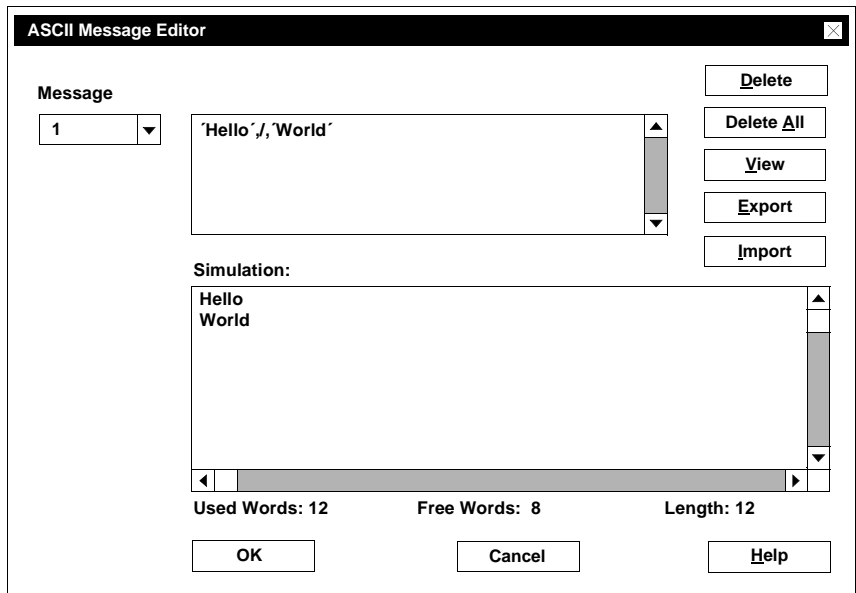 ASCII Message Editor
Message
1
´Hello´,/,´World´
Delete
Delete All
View
Export
Import
Simulation:
Hello
World
Used Words: 12 Free Words: 8 Length: 12
OK Cancel Help